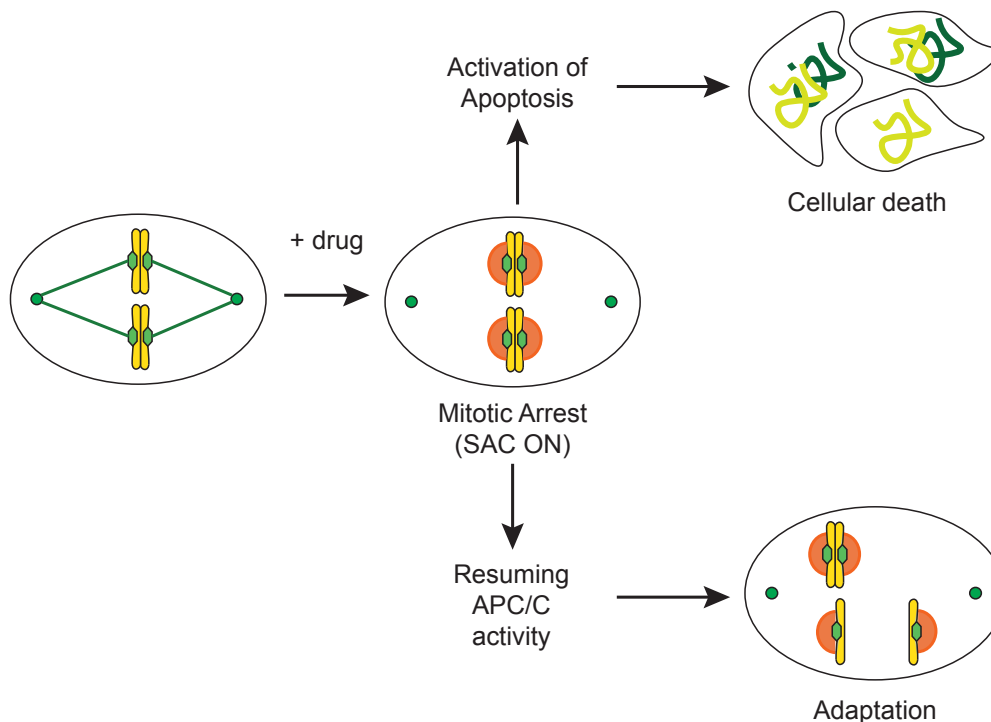 Activation of
Apoptosis
Cellular death
+ drug
Mitotic Arrest
(SAC ON)
Resuming
APC/C
activity
Adaptation